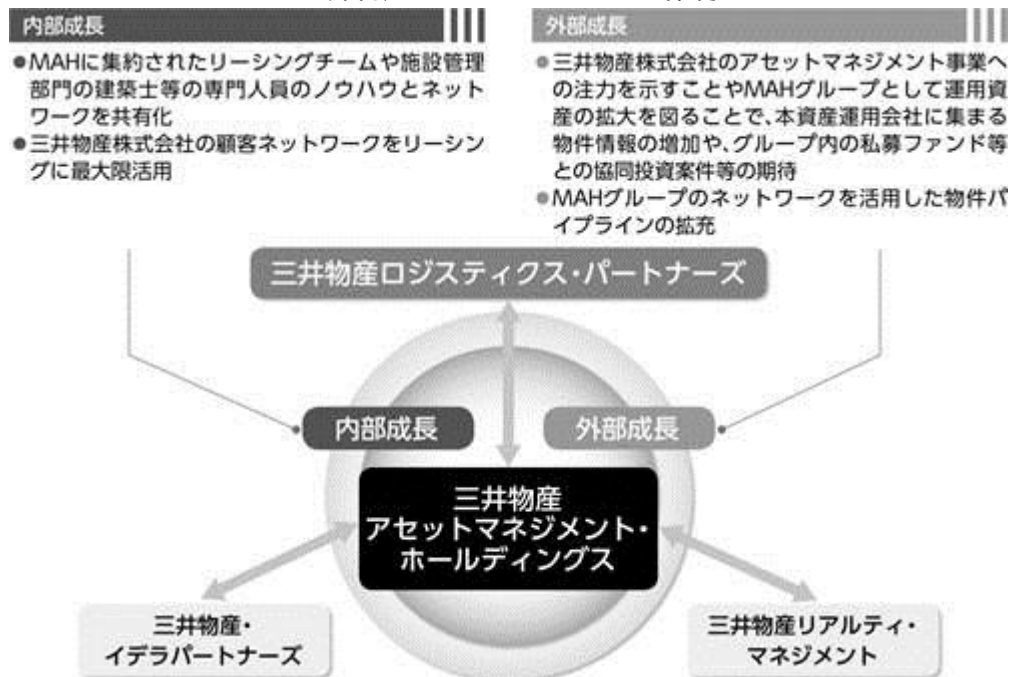 内部成長
●MAHに集約されたリーシングチームや施設管理
部門の建築士等の専門人員のノウハウとネット
ワークを共有化
●三井物産株式会社の顧客ネットワークをリーシン
グに最大限活用
外部成長
●三井物産株式会社のアセットマネジメント事業へ
の注力を示すことやMAHグループとして運用資
産の拡大を図ることで、本資産運用会社に集まる
物件情報の増加や、グループ内の私募ファンド等
との協同投資案件等の期待
●MAHグループのネットワークを活用した物件パ
イプラインの拡充
三井物産ロジスティクス・パートナーズ
内部成長
外部成長
三井物産
アセットマネジメント・
ホールディングス
三井物産・
イデラパートナーズ
三井物産リアルティ・
マネジメント